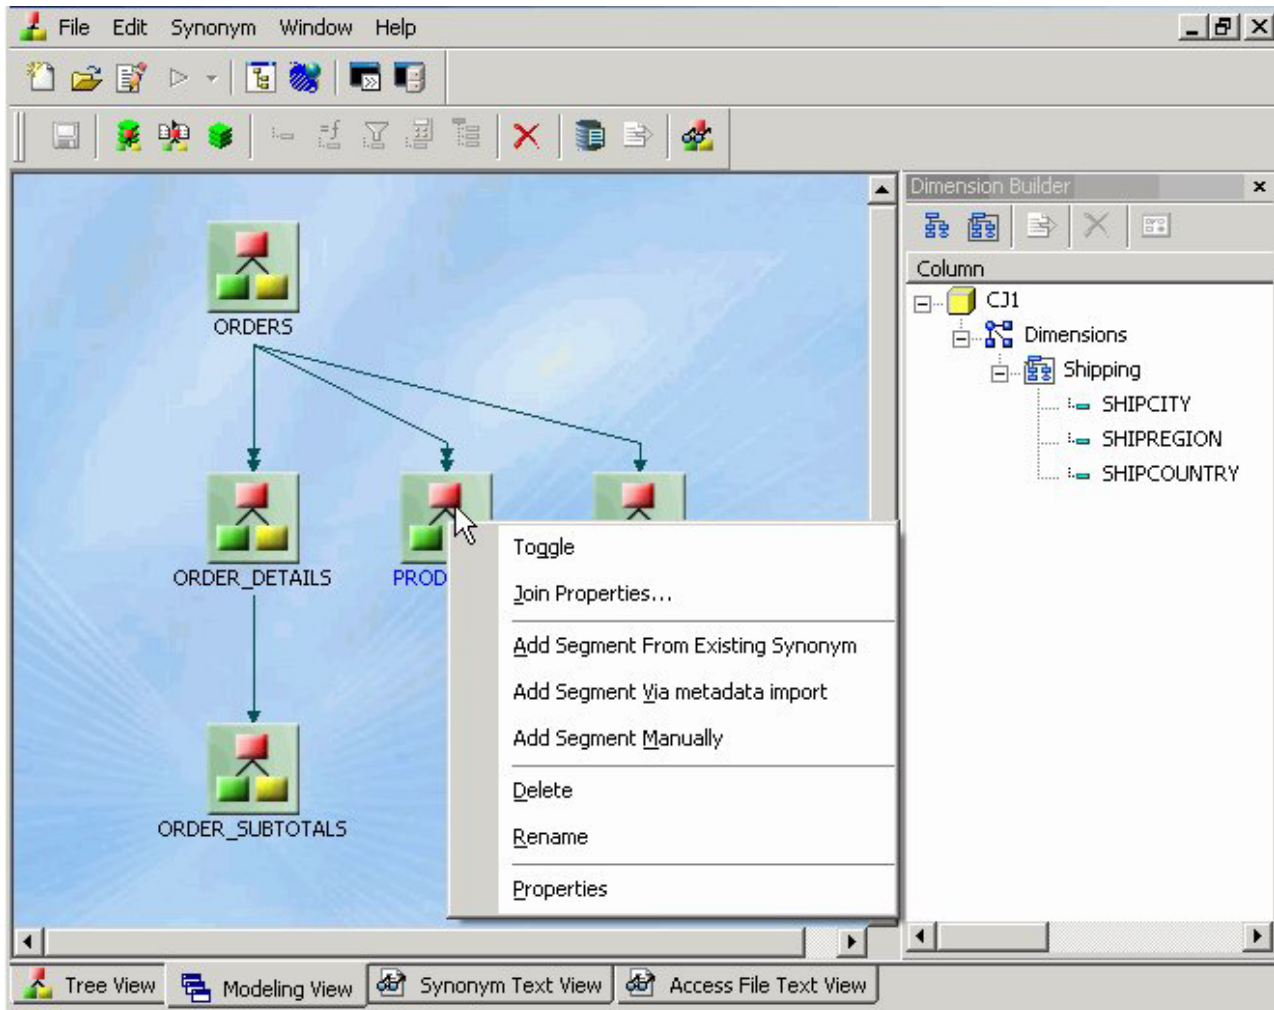 File Edit Synonym Window Help
Dimension Builder
Column
CJ1
Dimensions
Shipping
SHIPCITY
SHIPREGION
SHIPCOUNTRY
ORDERS
ORDER_DETAILS
PROD
ORDER_SUBTOTALS
Toggle
Join Properties...
Add Segment From Existing Synonym
Add Segment Via metadata import
Add Segment Manually
Delete
Rename
Properties
Tree View Modeling View Synonym Text View Access File Text View